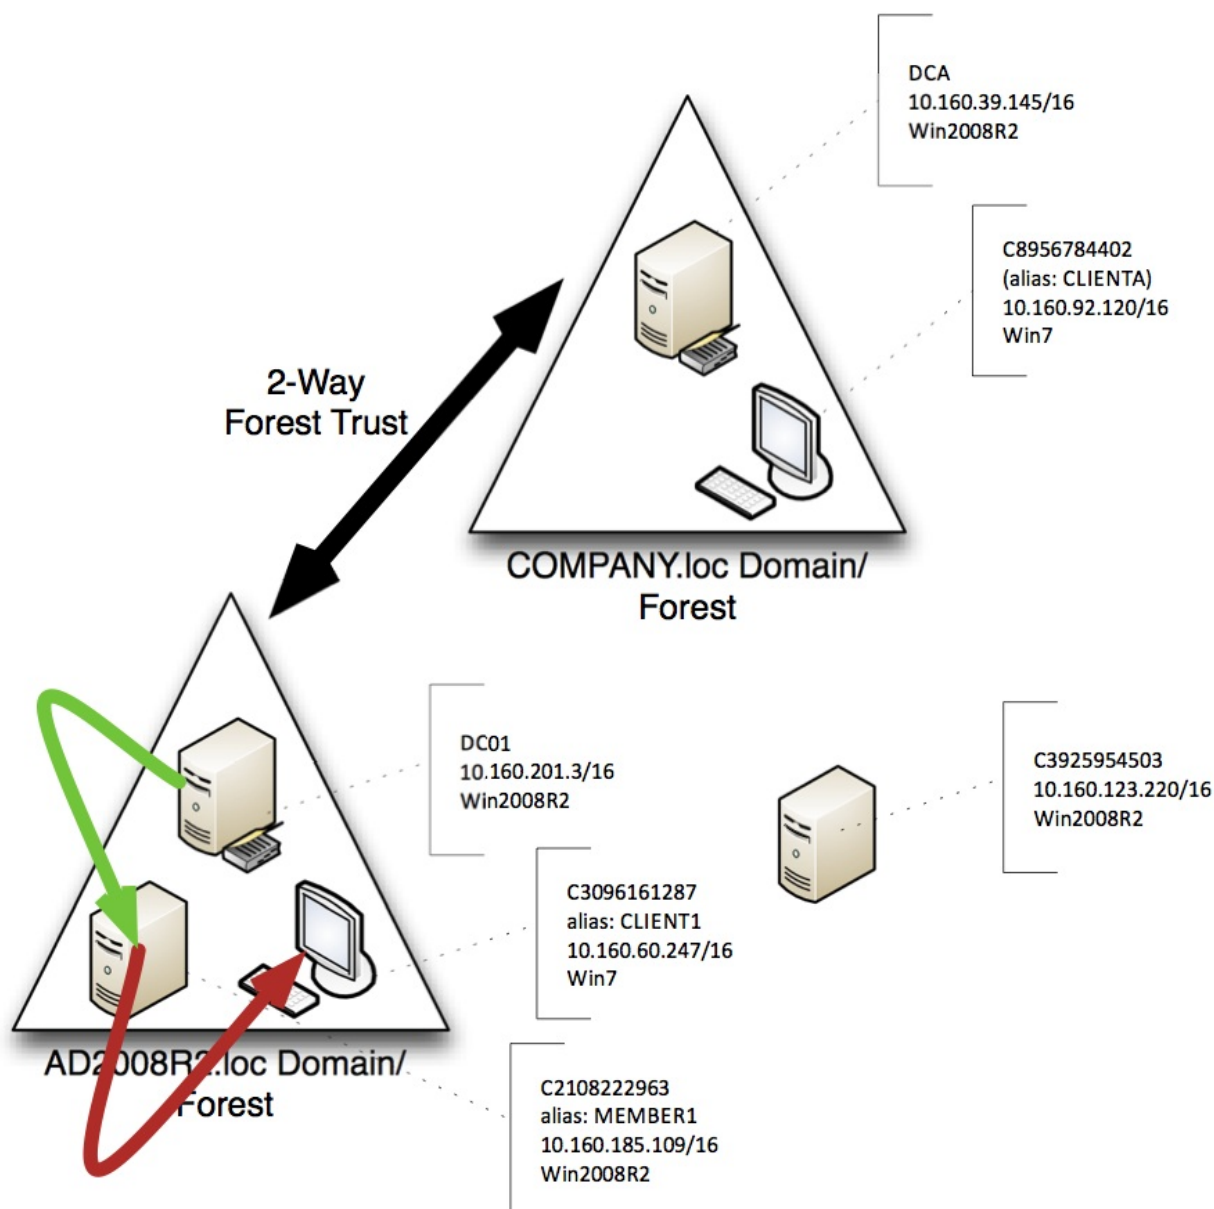 DCA
10.160.39.145/16
Win2008R2
C8956784402
(alias: CLIENTA)
10.160.92.120/16
Win7
2-Way
Forest Trust
COMPANY.loc Domain/
Forest
DC01
10.160.201.3/16
Win2008R2
C3925954503
10.160.123.220/16
Win2008R2
C3096161287
alias: CLIENT1
10.160.60.247/16
Win7
AD2008R2.loc Domain/
Forest
C2108222963
alias: MEMBER1
10.160.185.109/16
Win2008R2